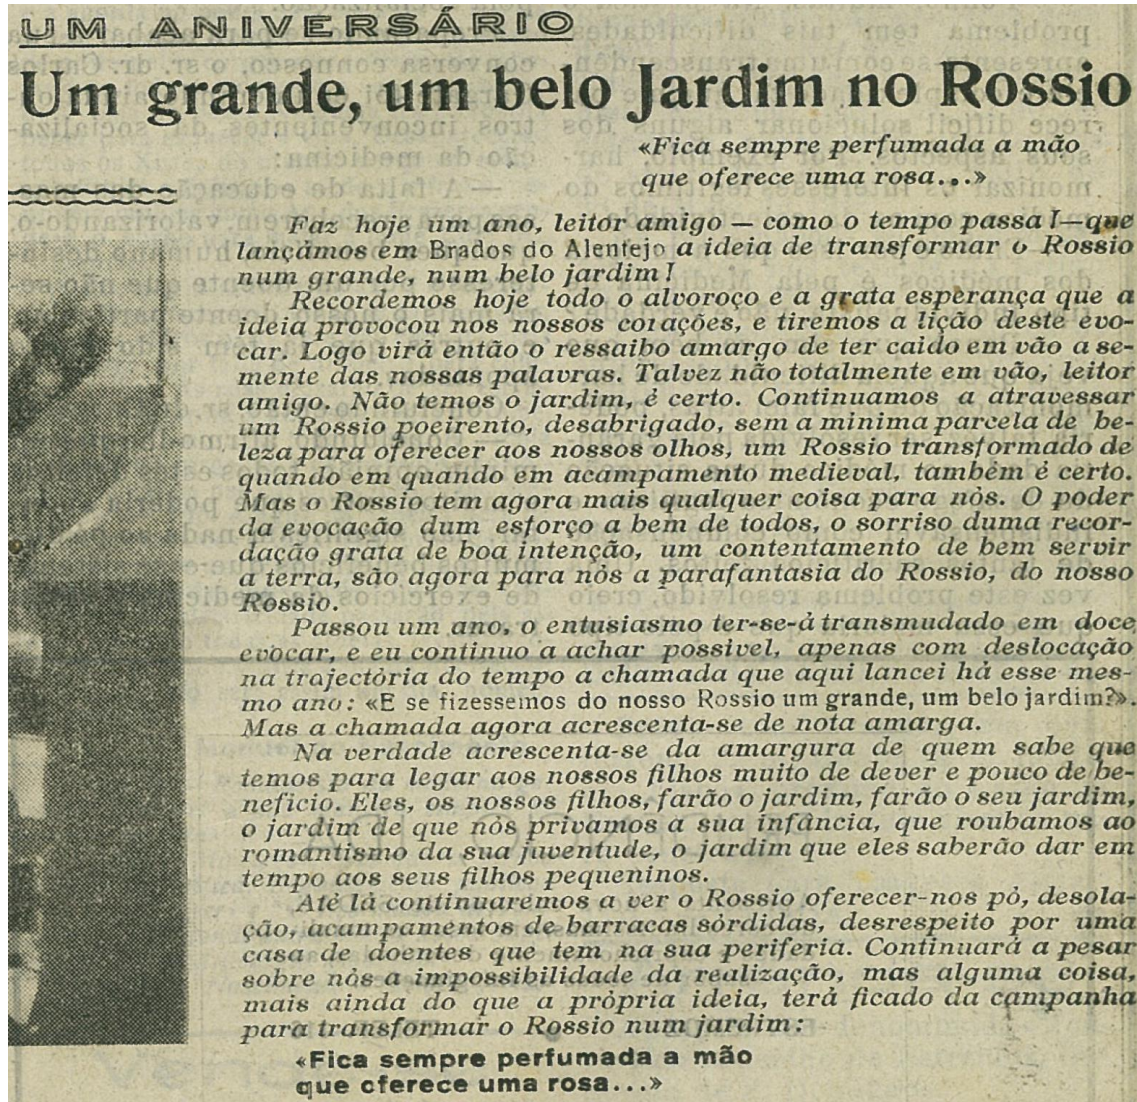 UM ANIVERSÁRIO
Um grande, um belo Jardim no Rossio
«Fica sempre perfumada a mão
que oferece uma rosa...»
Faz hoje um ano, leitor amigo — como o tempo passa!—que
lançámos em Brados do Alentejo a ideia de transformar o Rossio
num grande, num belo jardim!
Recordemos hoje todo o alvoroço e a grata esperança que a
ideia provocou nos nossos corações, e tiremos a lição deste evo-
car. Logo virá então o ressaibo amargo de ter caido em vão a se-
mente das nossas palavras. Talvez não totalmente em vão, leitor
amigo. Não temos o jardim, é certo. Continuamos a atravessar
um Rossio poeirento, desabrigado, sem a minima parcela de be-
leza para oferecer aos nossos olhos, um Rossio transformado de
quando em quando em acampamento medieval, também é certo.
Mas o Rossio tem agora mais qualquer coisa para nós. O poder
da evocação dum esforço a bem de todos, o sorriso duma recor-
dação grata de boa intenção, um contentamento de bem servir
a terra, são agora para nós a parafantasia do Rossio, do nosso
Rossio.
Passou um ano, o entusiasmo ter-se-á transmudado em doce
evocar, e eu continuo a achar possivel, apenas com deslocação
na trajectória do tempo a chamada que aqui lancei há esse mes-
mo ano: «E se fizessemos do nosso Rossio um grande, um belo jardim?».
Mas a chamada agora acrescenta-se de nota amarga.
Na verdade acrescenta-se da amargura de quem sabe que
temos para legar aos nossos filhos muito de dever e pouco de be-
neficio. Eles, os nossos filhos, farão o jardim, farão o seu jardim,
o jardim de que nós privamos a sua infância, que roubamos ao
romantismo da sua juventude, o jardim que eles saberão dar em
tempo aos seus filhos pequeninos.
Até lá continuaremos a ver o Rossio oferecer-nos pó, desola-
ção, acampamentos de barracas sórdidas, desrespeito por uma
casa de doentes que tem na sua periferia. Continuará a pesar
sobre nós a impossibilidade da realização, mas alguma coisa,
mais ainda do que a própria ideia, terá ficado da campanha
para transformar o Rossio num jardim:
«Fica sempre perfumada a mão
que oferece uma rosa...»